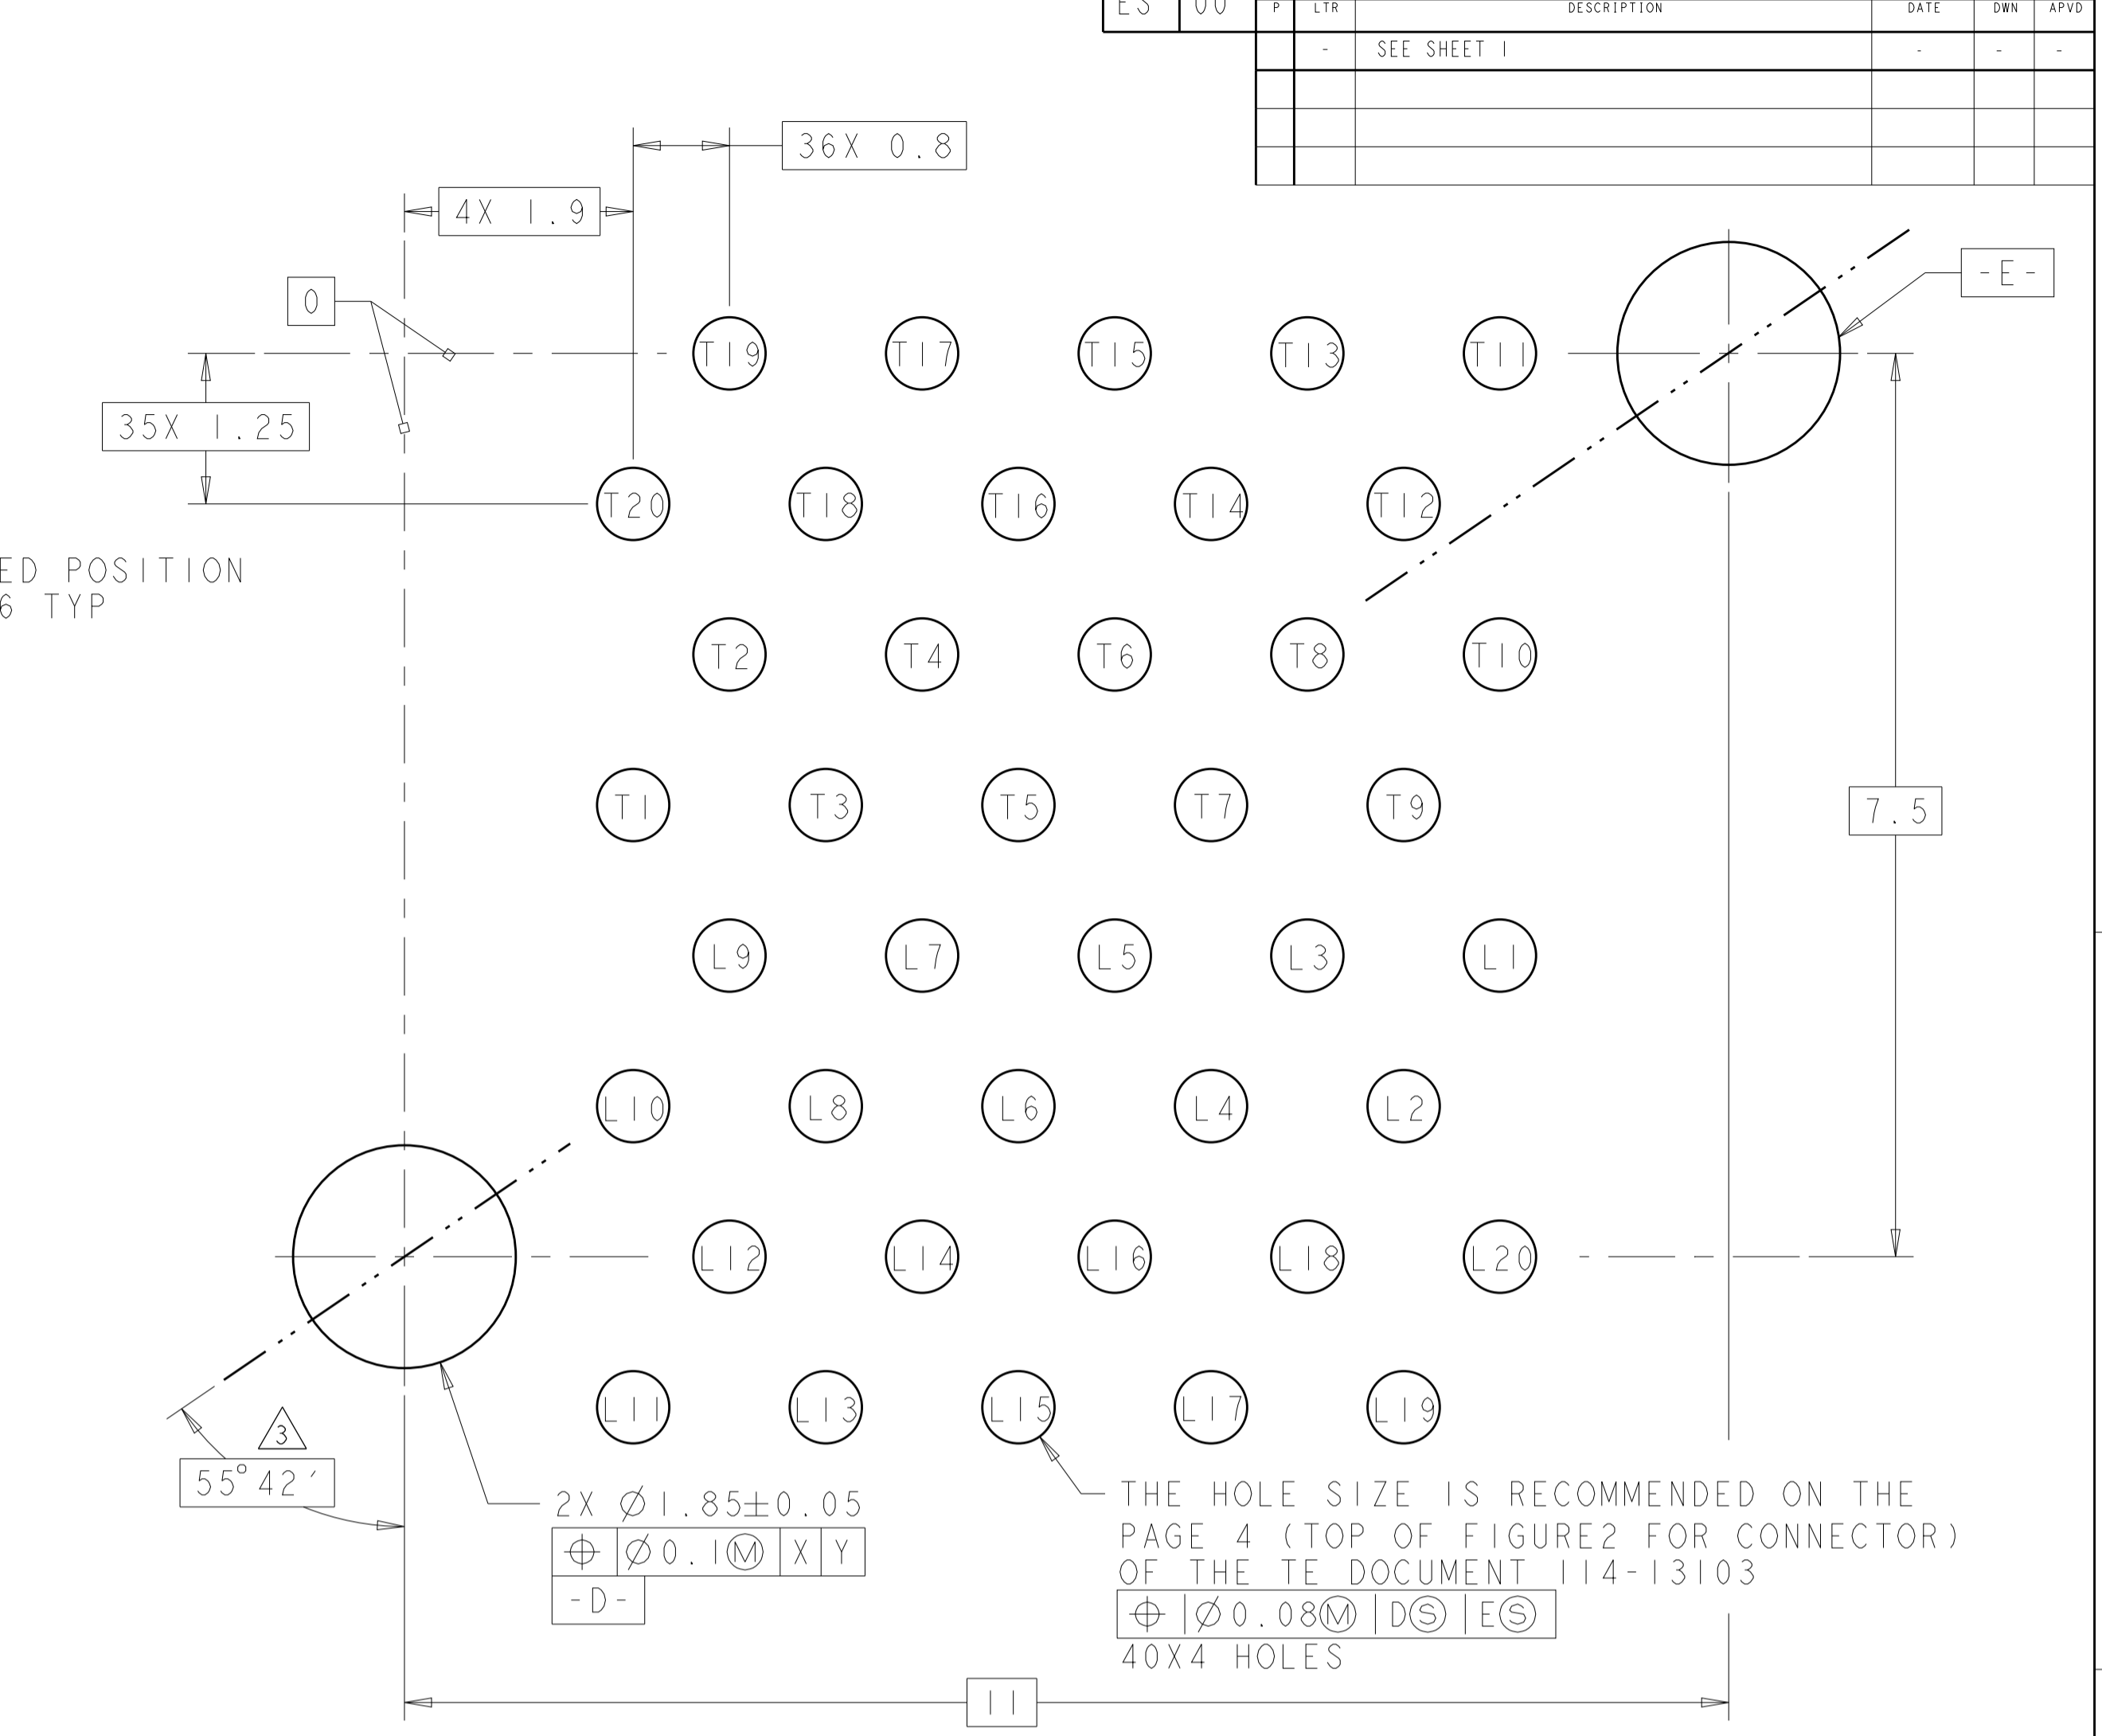 ES 00 P LTR DESCRIPTION DATE DWN APVD
- SEE SHEET 1 - - -
36X 0.8
4X 1.9
-E-
0
T19 T17 T15 T13 T11
35X 1.25
T20 T18 T16 T14 T12
ED POSITION
6 TYP
T2 T4 T6 T8 T10
T1 T3 T5 T7 T9
7.5
L9 L7 L5 L3 L1
L10 L8 L6 L4 L2
L12 L14 L16 L18 L20
L11 L13 L15 L17 L19
3
55°42′
2X ⌀1.85±0.05
⌖ ⌀0.1Ⓜ X Y
-D-
THE HOLE SIZE IS RECOMMENDED ON THE
PAGE 4 (TOP OF FIGURE2 FOR CONNECTOR)
OF THE TE DOCUMENT 114-13103
⌖ ⌀0.08Ⓜ DⓈ EⓈ
40X4 HOLES
11